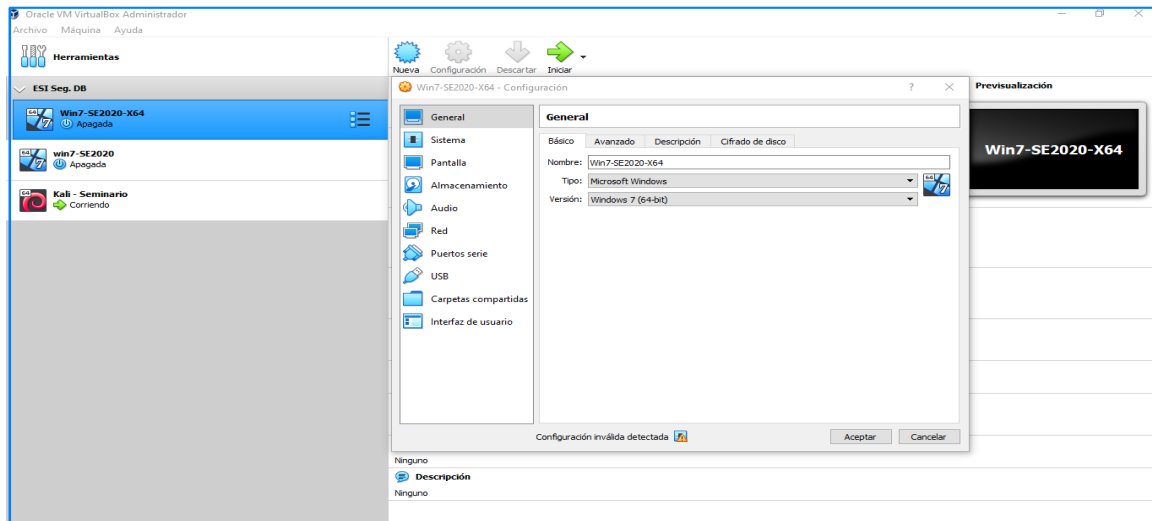 Oracle VM VirtualBox Administrador
Archivo Máquina Ayuda
Herramientas
Nueva Configuración Descartar Iniciar
ESI Seg. DB
Win7-SE2020-X64
Apagada
win7-SE2020
Apagada
Kali - Seminario
Corriendo
Win7-SE2020-X64 - Configuración
General
Sistema
Pantalla
Almacenamiento
Audio
Red
Puertos serie
USB
Carpetas compartidas
Interfaz de usuario
General
Básico Avanzado Descripción Cifrado de disco
Nombre: Win7-SE2020-X64
Tipo: Microsoft Windows
Versión: Windows 7 (64-bit)
Configuración inválida detectada
Aceptar Cancelar
Previsualización
Win7-SE2020-X64
Ninguno
Descripción
Ninguno